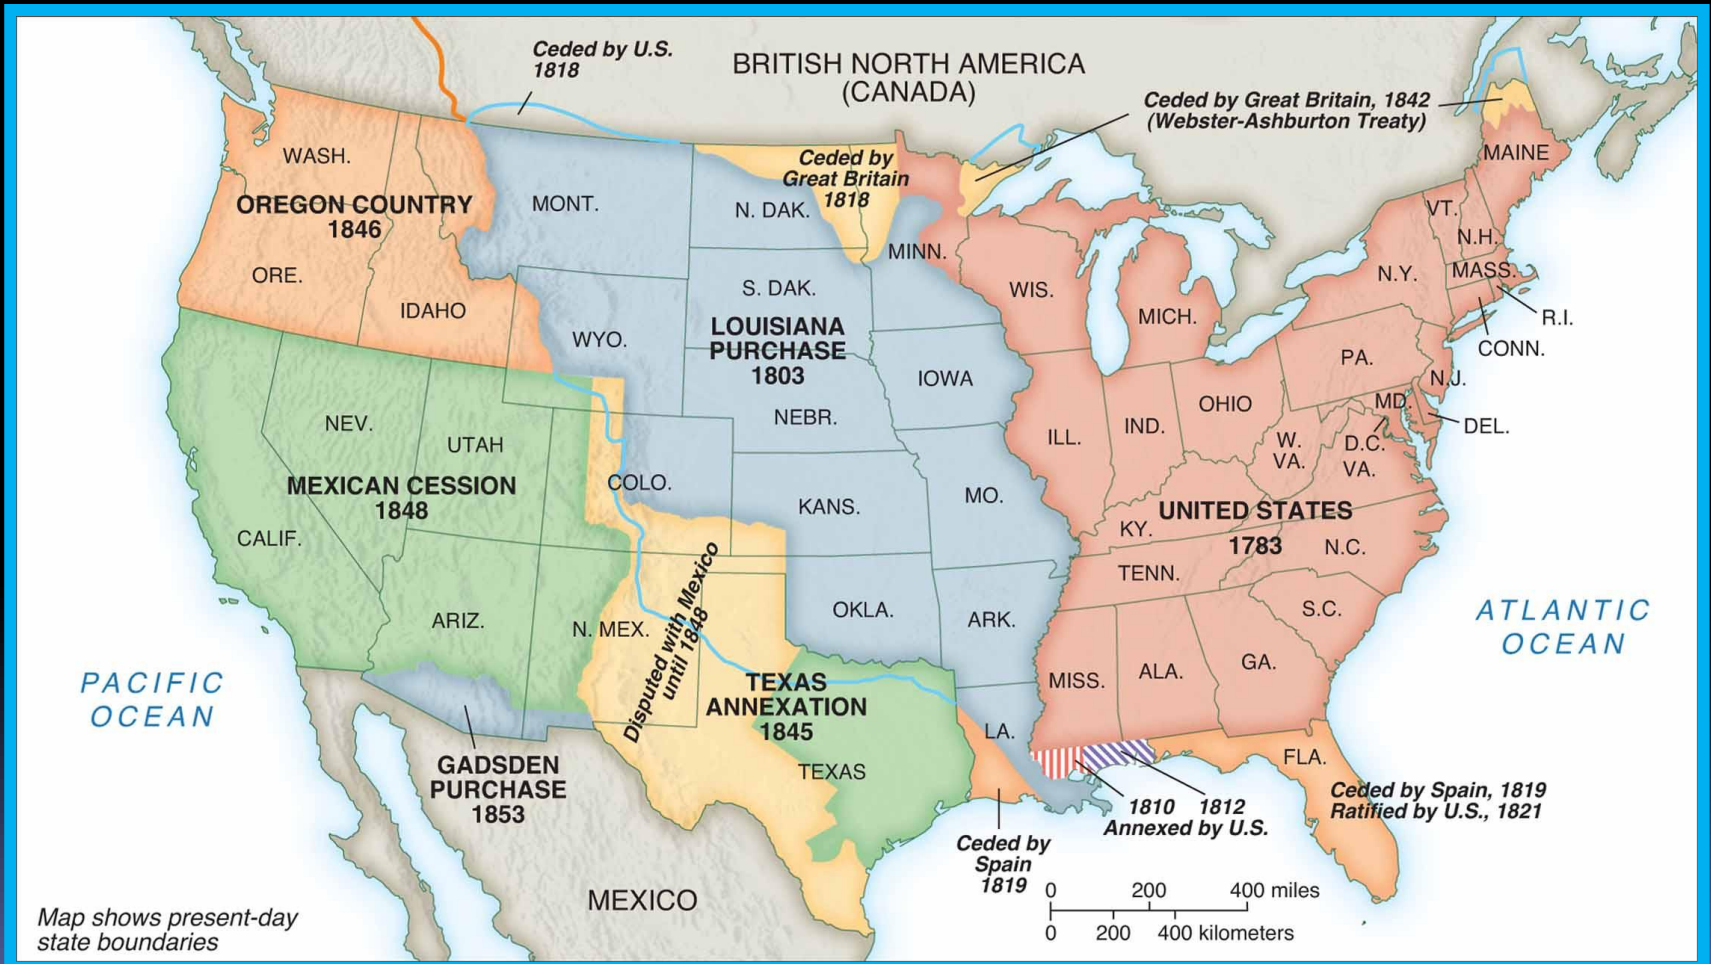 Ceded by U.S.
1818
BRITISH NORTH AMERICA
(CANADA)
Ceded by Great Britain, 1842
(Webster-Ashburton Treaty)
WASH.
OREGON COUNTRY
1846
ORE.
IDAHO
MONT.
Ceded by
Great Britain
1818
N. DAK.
MINN.
S. DAK.
WYO.
LOUISIANA
PURCHASE
1803
IOWA
NEBR.
WIS.
MICH.
MAINE
VT.
N.H.
N.Y.
MASS.
R.I.
CONN.
PA.
N.J.
MD.
DEL.
D.C.
OHIO
IND.
ILL.
W.
VA.
VA.
NEV.
UTAH
MEXICAN CESSION
1848
CALIF.
COLO.
KANS.
MO.
KY.
UNITED STATES
1783
N.C.
TENN.
S.C.
ARIZ.
N. MEX.
Disputed with Mexico
until 1848
OKLA.
ARK.
MISS.
ALA.
GA.
ATLANTIC
OCEAN
PACIFIC
OCEAN
TEXAS
ANNEXATION
1845
TEXAS
LA.
FLA.
GADSDEN
PURCHASE
1853
Ceded by Spain, 1819
Ratified by U.S., 1821
1810 1812
Annexed by U.S.
Ceded by
Spain
1819
MEXICO
0 200 400 miles
0 200 400 kilometers
Map shows present-day
state boundaries